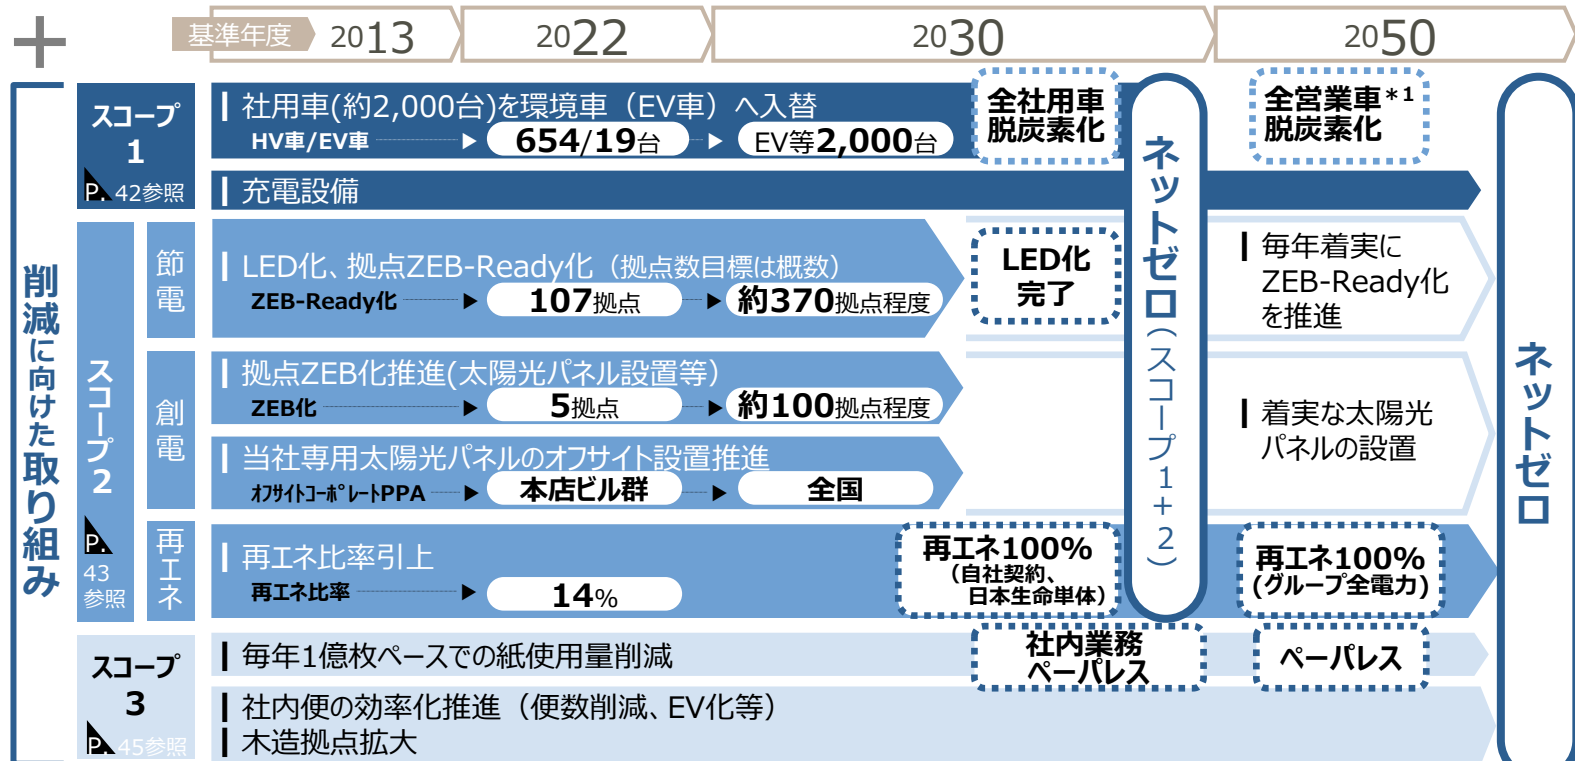 +
基準年度 2013 2022 2030 2050
削減に向けた取り組み
スコープ
1
P. 42参照
┃社用車(約2,000台)を環境車（EV車）へ入替
HV車/EV車 ▶ 654/19台 ▶ EV等2,000台
全社用車
脱炭素化
全営業車*1
脱炭素化
┃充電設備
スコープ2
P.
43
参照
節電
┃LED化、拠点ZEB-Ready化（拠点数目標は概数）
ZEB-Ready化 ▶ 107拠点 ▶ 約370拠点程度
LED化
完了
┃毎年着実に
ZEB-Ready化
を推進
創電
┃拠点ZEB化推進(太陽光パネル設置等）
ZEB化 ▶ 5拠点 ▶ 約100拠点程度
┃当社専用太陽光パネルのオフサイト設置推進
ｵﾌｻｲﾄｺｰﾎﾟﾚｰﾄPPA ▶ 本店ビル群 ▶ 全国
┃着実な太陽光
パネルの設置
再エネ
┃再エネ比率引上
再エネ比率 ▶ 14%
再エネ100%
(自社契約、
日本生命単体）
再エネ100%
(グループ全電力)
ネットゼロ（スコープ1+2）
ネットゼロ
スコープ
3
P. 45参照
┃毎年1億枚ペースでの紙使用量削減
社内業務
ペーパレス
ペーパレス
┃社内便の効率化推進（便数削減、EV化等）
┃木造拠点拡大